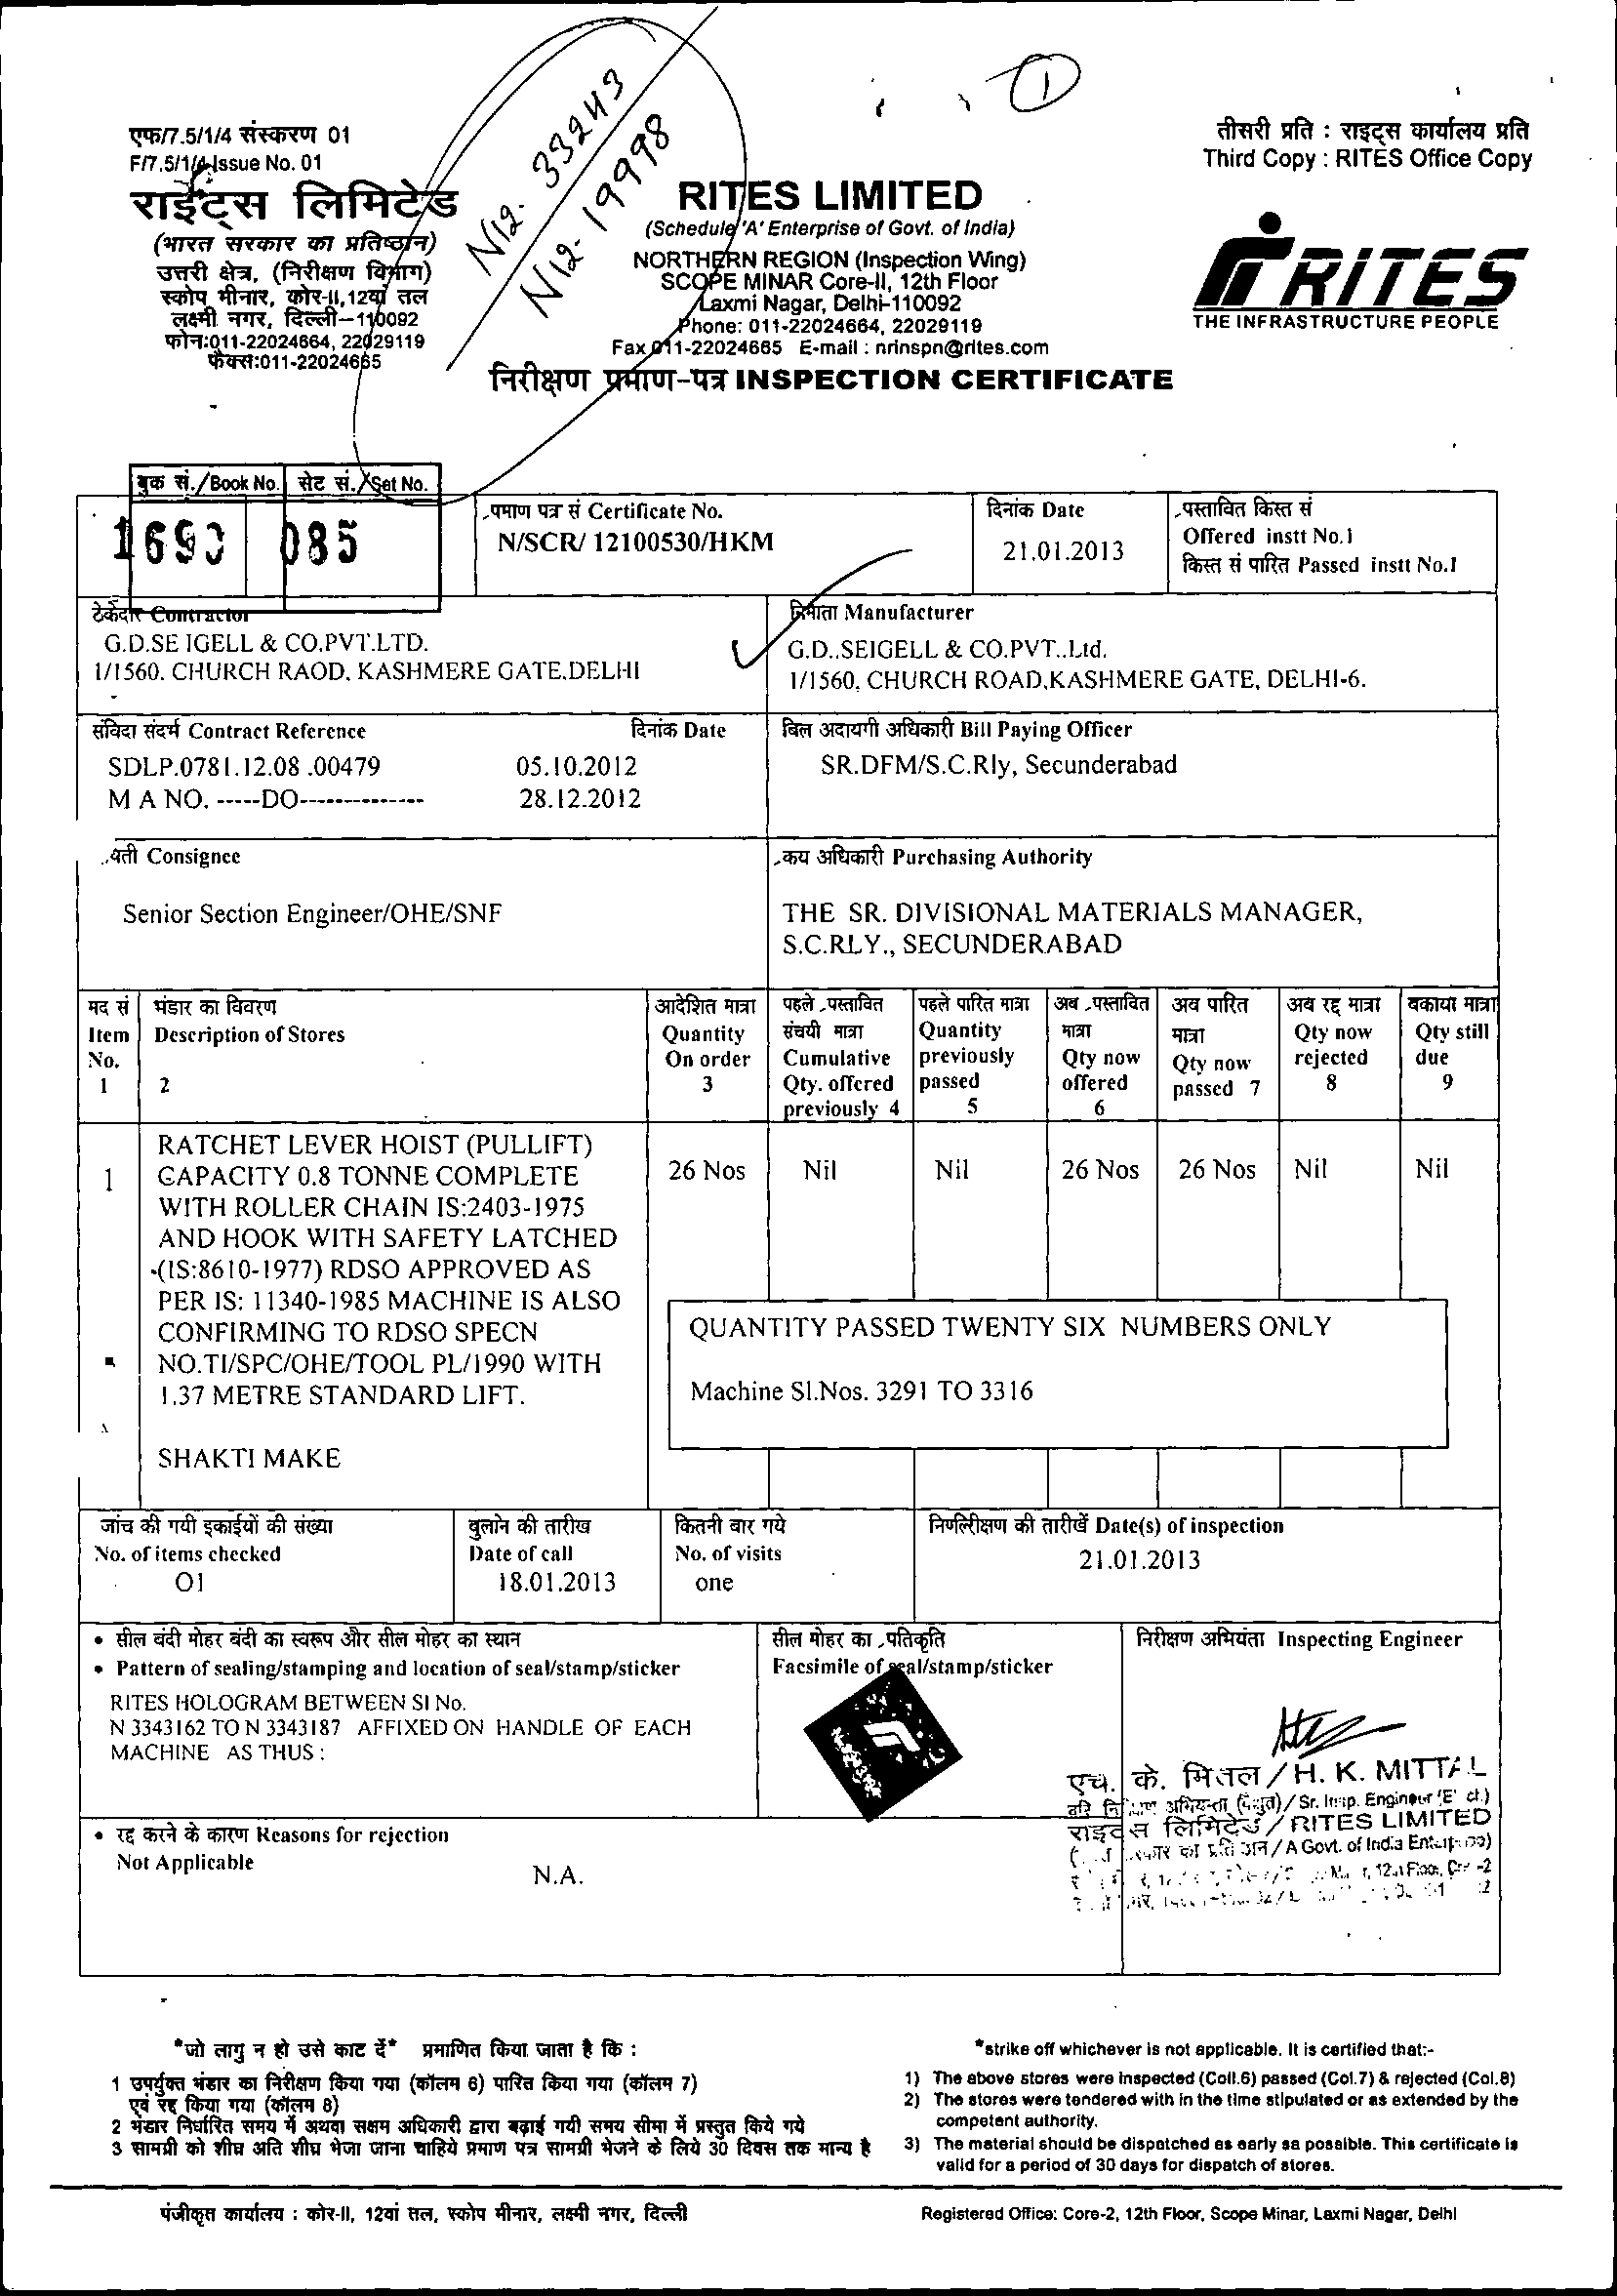 1
N12- 33243
N12- 19998
एफ/7.5/1/4 संस्करण 01
F/7.5/1/4 Issue No. 01
राईट्स लिमिटेड
(भारत सरकार का प्रतिष्ठान)
उत्तरी क्षेत्र, (निरीक्षण विभाग)
स्कोप मीनार, कोर-II, 12वां तल
लक्ष्मी नगर, दिल्ली-110092
फोन:011-22024664, 22029119
फैक्स:011-22024665
RITES LIMITED
(Schedule 'A' Enterprise of Govt. of India)
NORTHERN REGION (Inspection Wing)
SCOPE MINAR Core-II, 12th Floor
Laxmi Nagar, Delhi-110092
Phone: 011-22024664, 22029119
Fax 011-22024665 E-mail : nrinspn@rites.com
तीसरी प्रति : राइट्स कार्यालय प्रति
Third Copy : RITES Office Copy
RITES
THE INFRASTRUCTURE PEOPLE
निरीक्षण प्रमाण-पत्र INSPECTION CERTIFICATE
बुक सं./Book No. सेट सं./Set No.
1690 085
पमाण पत्र सं Certificate No.
N/SCR/ 12100530/HKM
दिनांक Date
21.01.2013
पस्तावित किस्त सं
Offered instt No.1
किस्त सं पारित Passed instt No.1
ठेकेदार Contractor
G.D.SE IGELL & CO.PVT.LTD.
1/1560. CHURCH RAOD, KASHMERE GATE.DELHI
निर्माता Manufacturer
G.D..SEIGELL & CO.PVT..Ltd.
1/1560, CHURCH ROAD,KASHMERE GATE, DELHI-6.
संविदा संदर्भ Contract Reference दिनांक Date
SDLP.0781.12.08 .00479 05.10.2012
M A NO. -----DO-------------- 28.12.2012
बिल अदायगी अधिकारी Bill Paying Officer
SR.DFM/S.C.Rly, Secunderabad
पती Consignee
Senior Section Engineer/OHE/SNF
कय अधिकारी Purchasing Authority
THE SR. DIVISIONAL MATERIALS MANAGER,
S.C.RLY., SECUNDERABAD
मद सं
Item
No.
1
भंडार का विवरण
Description of Stores
2
आदेशित मात्रा
Quantity
On order
3
पहले पस्तावित
संचयी मात्रा
Cumulative
Qty. offered
previously 4
पहले पारित मात्रा
Quantity
previously
passed
5
अब पस्तावित
मात्रा
Qty now
offered
6
अब पारित
मात्रा
Qty now
passed 7
अब रद्द मात्रा
Qty now
rejected
8
बकाया मात्रा
Qty still
due
9
1
RATCHET LEVER HOIST (PULLIFT)
CAPACITY 0.8 TONNE COMPLETE
WITH ROLLER CHAIN IS:2403-1975
AND HOOK WITH SAFETY LATCHED
(IS:8610-1977) RDSO APPROVED AS
PER IS: 11340-1985 MACHINE IS ALSO
CONFIRMING TO RDSO SPECN
NO.TI/SPC/OHE/TOOL PL/1990 WITH
1.37 METRE STANDARD LIFT.
SHAKTI MAKE
26 Nos Nil Nil 26 Nos 26 Nos Nil Nil
QUANTITY PASSED TWENTY SIX NUMBERS ONLY
Machine Sl.Nos. 3291 TO 3316
जांच की गयी इकाईयों की संख्या
No. of items checked
O1
बुलाने की तारीख
Date of call
18.01.2013
कितनी बार गये
No. of visits
one
की तारीखें Date(s) of inspection
21.01.2013
• सील बंदी मोहर बंदी का स्वरूप और सील मोहर का स्थान
• Pattern of sealing/stamping and location of seal/stamp/sticker
RITES HOLOGRAM BETWEEN SI No.
N 3343162 TO N 3343187 AFFIXED ON HANDLE OF EACH
MACHINE AS THUS :
सील मोहर का पतिकृति
Facsimile of seal/stamp/sticker
निरीक्षण अभियंता Inspecting Engineer
एच. के. मित्तल / H. K. MITTAL
Sr. Insp. Engineer
राइट्स लिमिटेड / RITES LIMITED
A Govt. of India Enterprise)
• रद्द करने के कारण Reasons for rejection
Not Applicable
N.A.
*जो लागु न हो उसे काट दें* प्रमाणित किया जाता है कि :
1 उपर्युक्त भंडार का निरीक्षण किया गया (कॉलम 6) पारित किया गया (कॉलम 7)
एवं रद्द किया गया (कॉलम 8)
2 भंडार निर्धारित समय में अथवा सक्षम अधिकारी द्वारा बढ़ाई गयी समय सीमा में प्रस्तुत किये गये
3 सामग्री को शीघ्र अति शीघ्र भेजा जाना चाहिये प्रमाण पत्र सामग्री भेजने के लिये 30 दिवस तक मान्य है
*strike off whichever is not applicable. It is certified that:-
1) The above stores were inspected (Coll.6) passed (Col.7) & rejected (Col.8)
2) The stores were tendered with in the time stipulated or as extended by the
competent authority.
3) The material should be dispatched as early sa possible. This certificate is
valid for a period of 30 days for dispatch of stores.
पंजीकृत कार्यालय : कोर-II, 12वां तल, स्कोप मीनार, लक्ष्मी नगर, दिल्ली
Registered Office: Core-2, 12th Floor, Scope Minar, Laxmi Nagar, Delhi